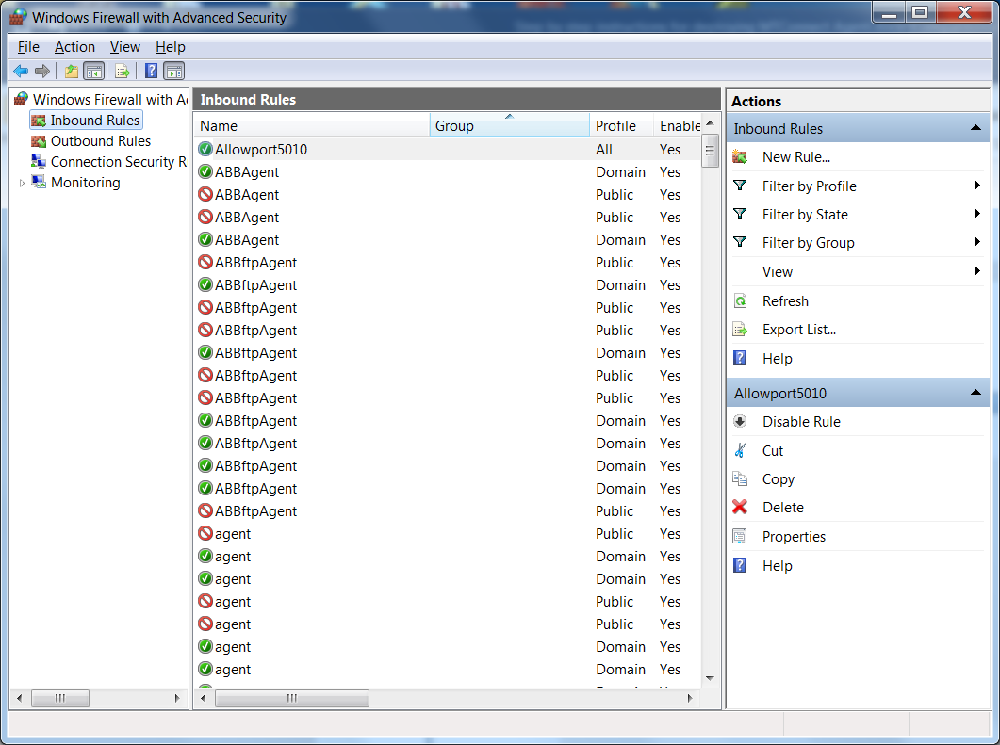 Windows Firewall with Advanced Security
File Action View Help
Windows Firewall with A
Inbound Rules
Outbound Rules
Connection Security R
Monitoring
Inbound Rules
Name Group Profile Enable
Allowport5010 All Yes
ABBAgent Domain Yes
ABBAgent Public Yes
ABBAgent Public Yes
ABBAgent Domain Yes
ABBftpAgent Public Yes
ABBftpAgent Domain Yes
ABBftpAgent Public Yes
ABBftpAgent Public Yes
ABBftpAgent Domain Yes
ABBftpAgent Public Yes
ABBftpAgent Public Yes
ABBftpAgent Domain Yes
ABBftpAgent Domain Yes
ABBftpAgent Domain Yes
ABBftpAgent Domain Yes
ABBftpAgent Public Yes
agent Public Yes
agent Domain Yes
agent Domain Yes
agent Public Yes
agent Public Yes
agent Domain Yes
agent Domain Yes
Actions
Inbound Rules
New Rule...
Filter by Profile
Filter by State
Filter by Group
View
Refresh
Export List...
Help
Allowport5010
Disable Rule
Cut
Copy
Delete
Properties
Help